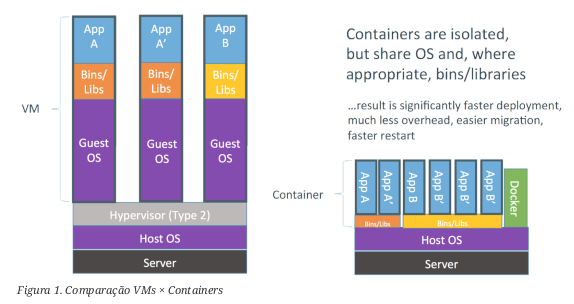 App
A
App
A'
App
B
Bins/
Libs
Bins/
Libs
Bins/
Libs
VM
Guest
OS
Guest
OS
Guest
OS
Hypervisor (Type 2)
Host OS
Server
Containers are isolated,
but share OS and, where
appropriate, bins/libraries
…result is significantly faster deployment,
much less overhead, easier migration,
faster restart
Container
App A
App A'
App B
App B'
App B'
App B'
Docker
Bins/Libs
Bins/Libs
Host OS
Server
Figura 1. Comparação VMs × Containers